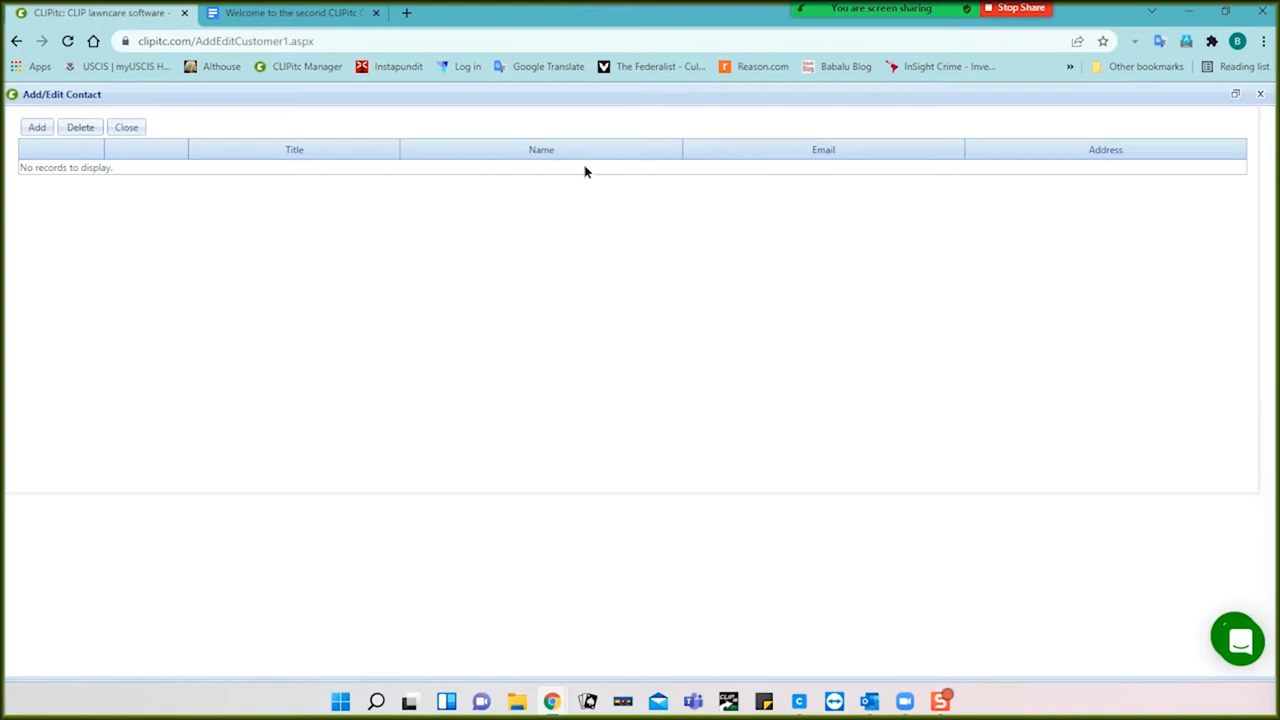 CLIPitc: CLIP lawncare software -
Welcome to the second CLIPitc
You are screen sharing
Stop Share
clipitc.com/AddEditCustomer1.aspx
B
Apps
USCIS | myUSCIS H...
Althouse
CLIPitc Manager
Instapundit
Log in
Google Translate
The Federalist - Cul...
Reason.com
Babalu Blog
InSight Crime - Inve...
»
Other bookmarks
Reading list
Add/Edit Contact
Add
Delete
Close
Title
Name
Email
Address
No records to display.